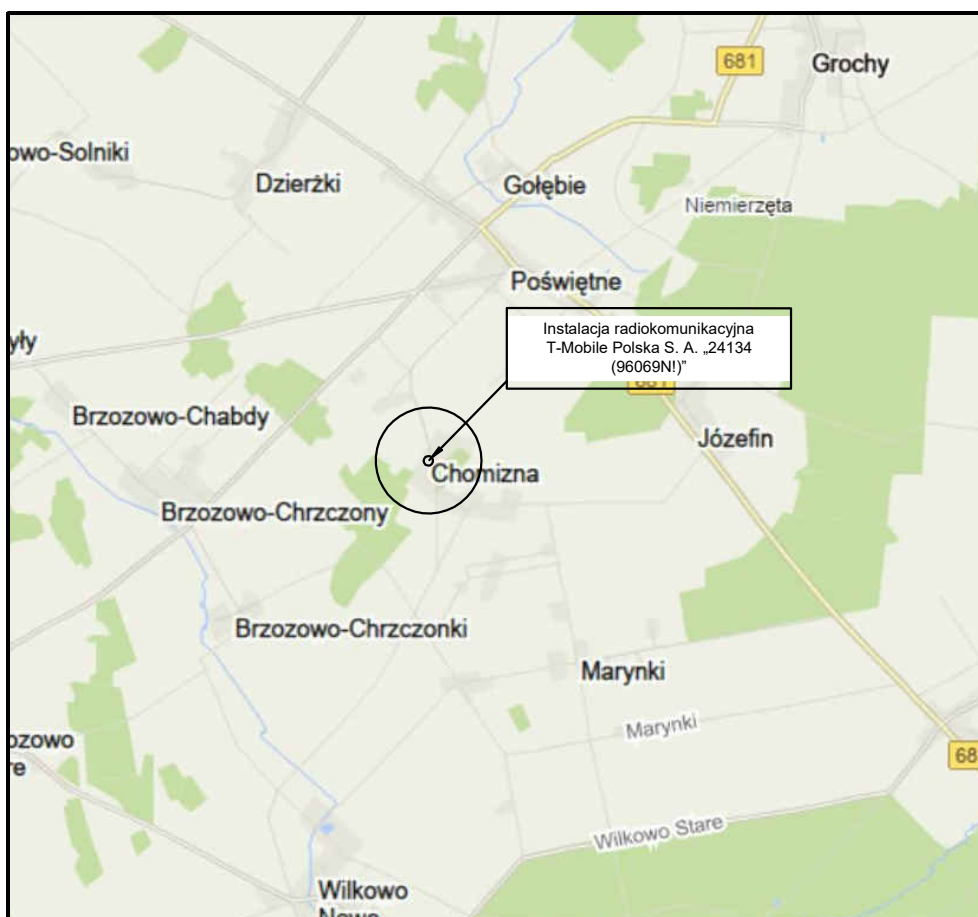 681
Grochy
owo-Solniki
Dzierżki
Gołębie
Niemierzęta
Poświętne
Instalacja radiokomunikacyjna
T-Mobile Polska S. A. „24134
(96069N!)”
yły
681
Brzozowo-Chabdy
Józefin
Chomizna
Brzozowo-Chrzczony
Brzozowo-Chrzczonki
Marynki
Marynki
ozowo
re
68
Wilkowo Stare
Wilkowo
Nowe